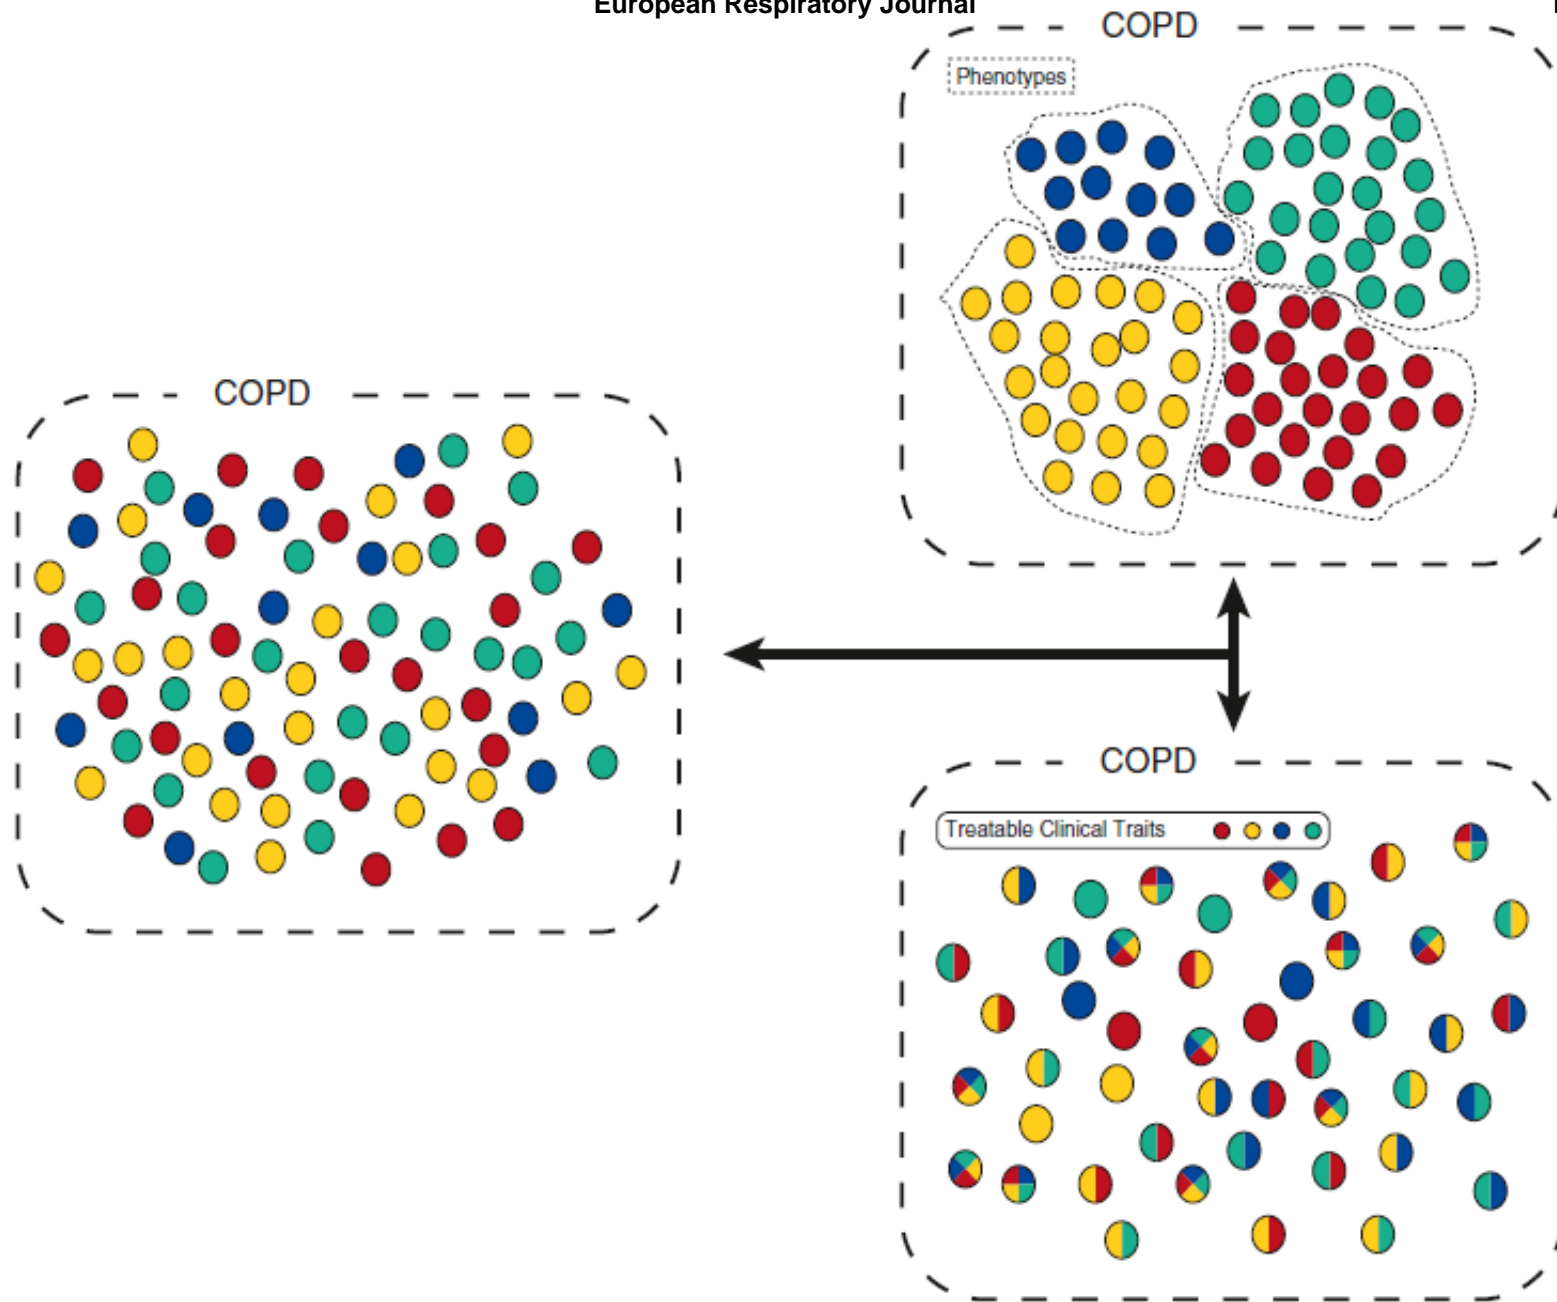 European Respiratory Journal
COPD
Phenotypes
COPD
COPD
Treatable Clinical Traits